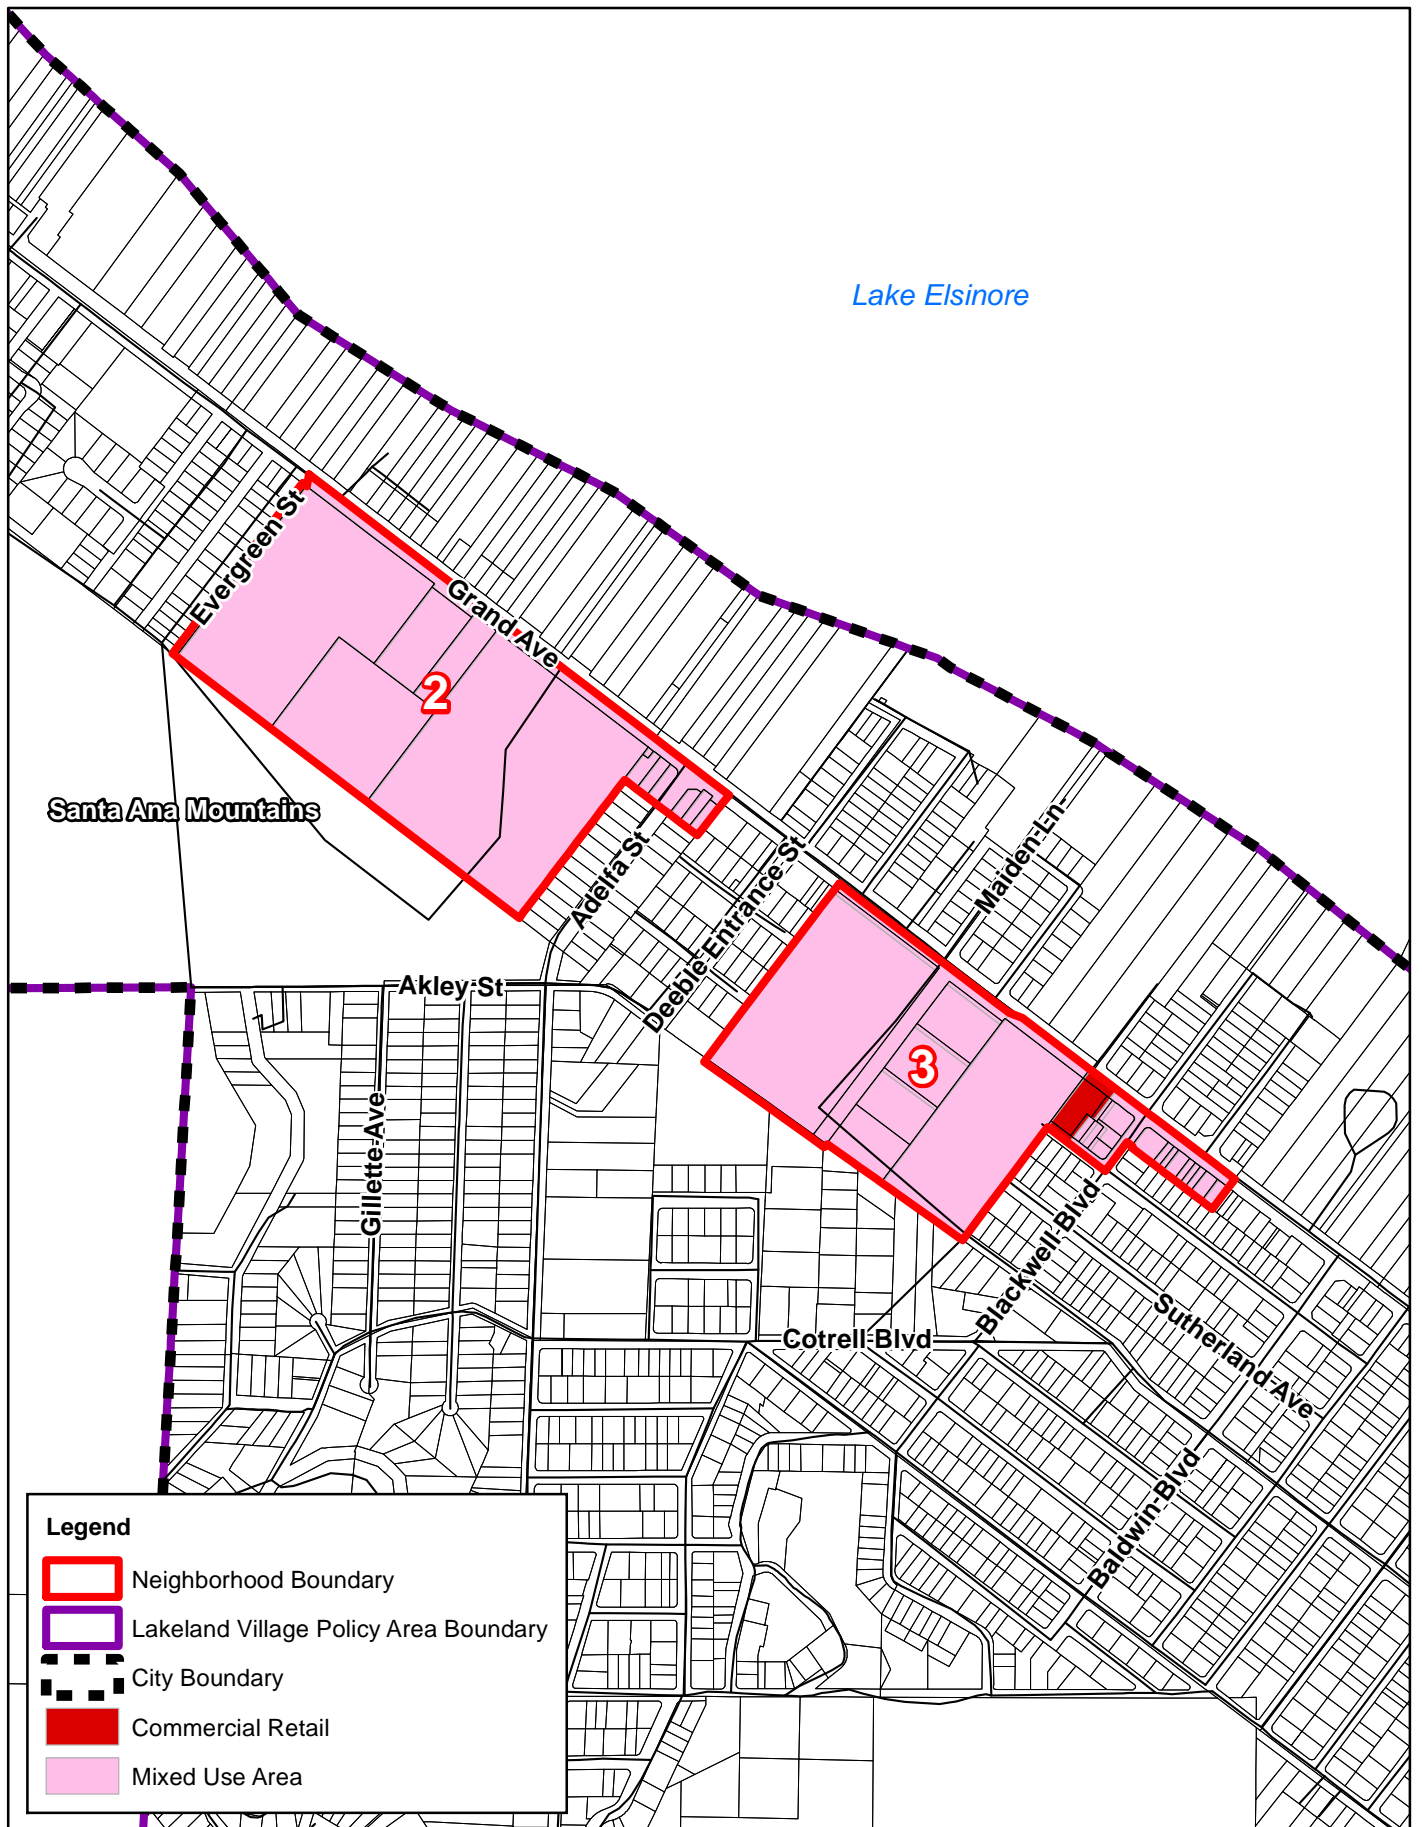 Lake Elsinore
Evergreen St
Grand Ave
2
Santa Ana Mountains
Maiden Ln
Adelfa St
Deeble Entrance St
Akley St
3
Gillette Ave
Blackwell Blvd
Cotrell Blvd
Sutherland Ave
Baldwin Blvd
Legend
Neighborhood Boundary
Lakeland Village Policy Area Boundary
City Boundary
Commercial Retail
Mixed Use Area